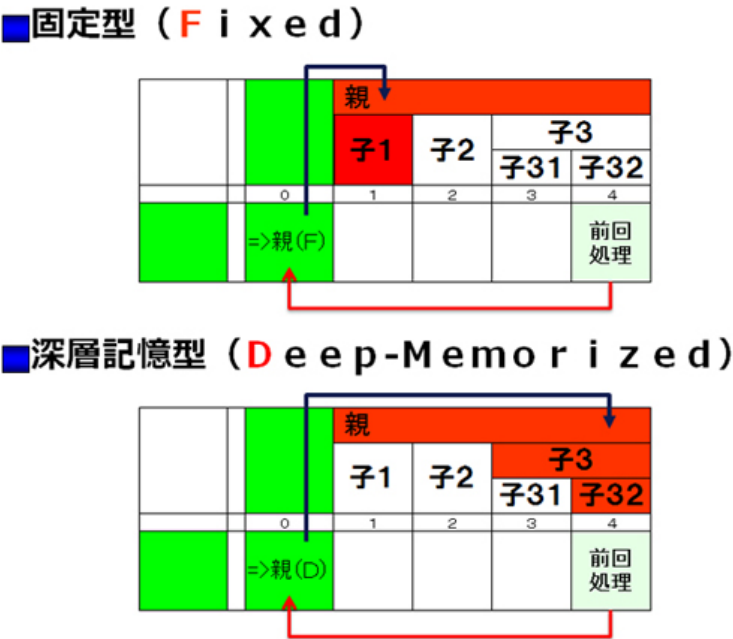 ■固定型（Ｆｉｘｅｄ）
親
子1 子2 子3
子31 子32
0 1 2 3 4
=>親(F) 前回
処理
■深層記憶型（Ｄｅｅｐ-Ｍｅｍｏｒｉｚｅｄ）
親
子1 子2 子3
子31 子32
0 1 2 3 4
=>親(D) 前回
処理